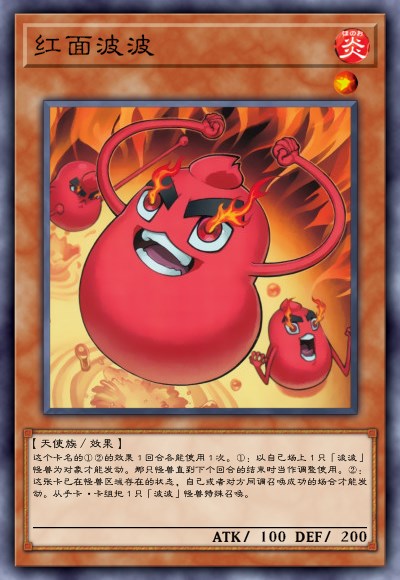 红面波波
ほのお
炎
【天使族/效果】
这个卡名的①②的效果1回合各能使用1次。①：以自己场上1只「波波」
怪兽为对象才能发动。那只怪兽直到下个回合的结束时当作调整使用。②：
这张卡已在怪兽区域存在的状态，自己或者对方同调召唤成功的场合才能发
动。从手卡·卡组把1只「波波」怪兽特殊召唤。
ATK/ 100 DEF/ 200